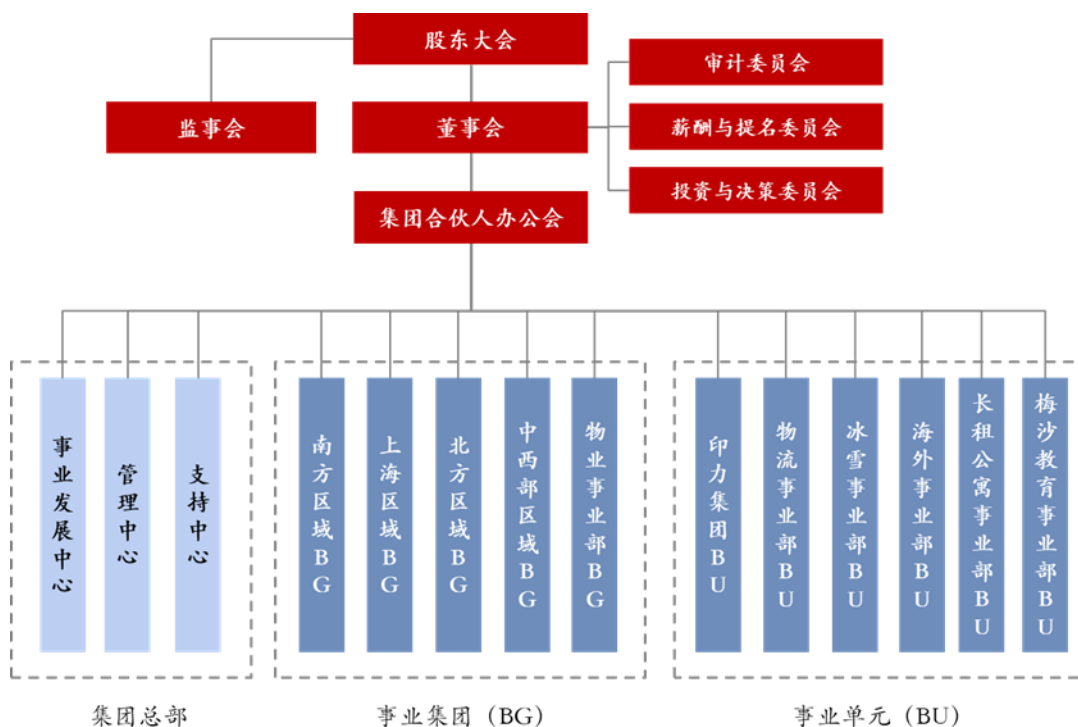 股东大会
审计委员会
监事会
董事会
薪酬与提名委员会
投资与决策委员会
集团合伙人办公会
事业发展中心
管理中心
支持中心
南方区域BG
上海区域BG
北方区域BG
中西部区域BG
物业事业部BG
印力集团BU
物流事业部BU
冰雪事业部BU
海外事业部BU
长租公寓事业部BU
梅沙教育事业部BU
集团总部
事业集团（BG）
事业单元（BU）